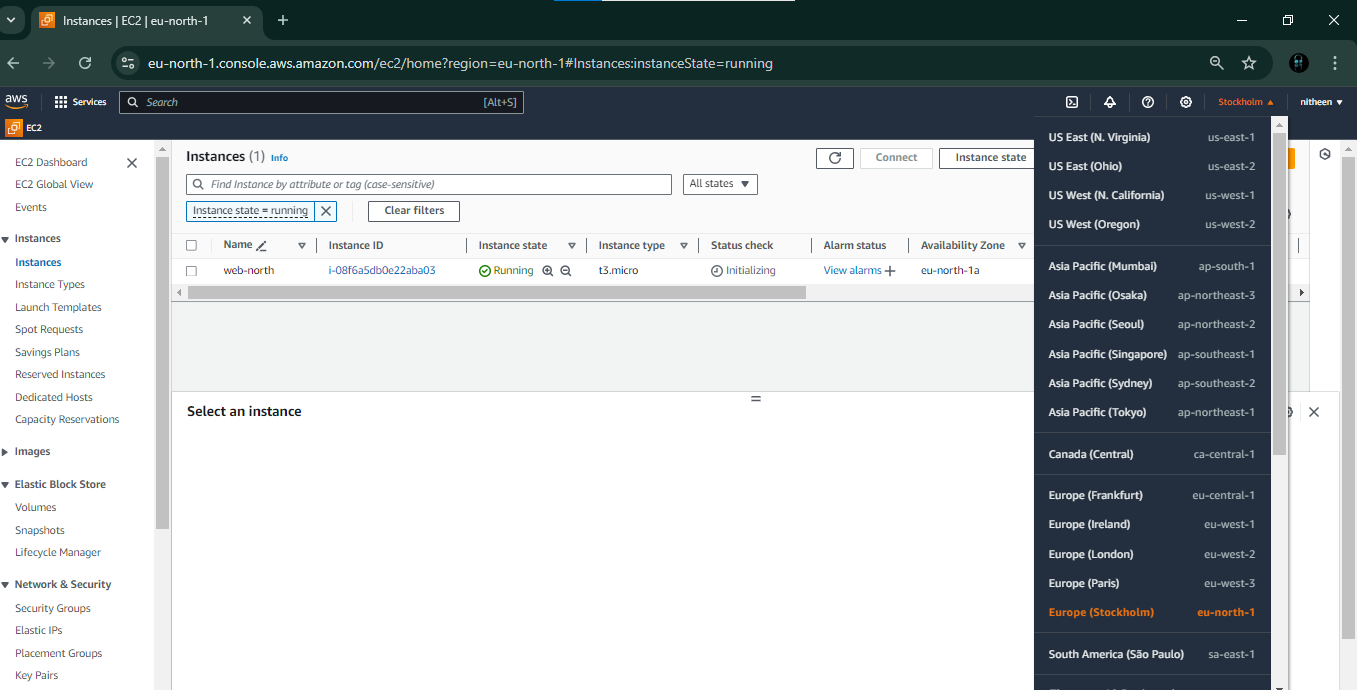 Instances | EC2 | eu-north-1
eu-north-1.console.aws.amazon.com/ec2/home?region=eu-north-1#Instances:instanceState=running
aws
Services
Search
[Alt+S]
Stockholm
nitheen
EC2
EC2 Dashboard
EC2 Global View
Events
Instances
Instances
Instance Types
Launch Templates
Spot Requests
Savings Plans
Reserved Instances
Dedicated Hosts
Capacity Reservations
Images
Elastic Block Store
Volumes
Snapshots
Lifecycle Manager
Network & Security
Security Groups
Elastic IPs
Placement Groups
Key Pairs
Instances (1) Info
Connect
Instance state
Find Instance by attribute or tag (case-sensitive)
All states
Instance state = running
Clear filters
Name Instance ID Instance state Instance type Status check Alarm status Availability Zone
web-north i-08f6a5db0e22aba03 Running t3.micro Initializing View alarms eu-north-1a
Select an instance
US East (N. Virginia) us-east-1
US East (Ohio) us-east-2
US West (N. California) us-west-1
US West (Oregon) us-west-2
Asia Pacific (Mumbai) ap-south-1
Asia Pacific (Osaka) ap-northeast-3
Asia Pacific (Seoul) ap-northeast-2
Asia Pacific (Singapore) ap-southeast-1
Asia Pacific (Sydney) ap-southeast-2
Asia Pacific (Tokyo) ap-northeast-1
Canada (Central) ca-central-1
Europe (Frankfurt) eu-central-1
Europe (Ireland) eu-west-1
Europe (London) eu-west-2
Europe (Paris) eu-west-3
Europe (Stockholm) eu-north-1
South America (São Paulo) sa-east-1